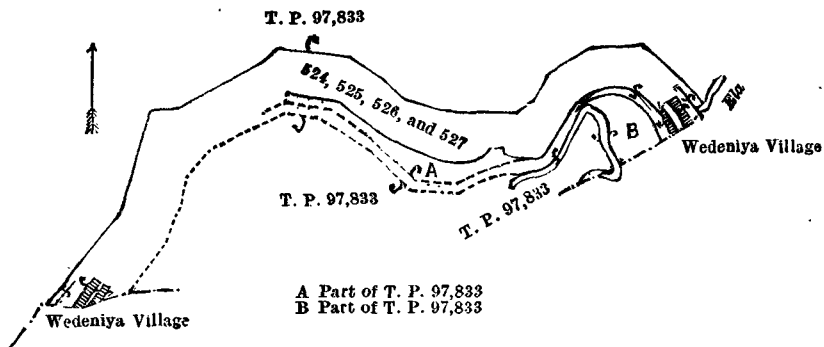 T. P. 97,833
524, 525, 526, and 527
Ela
B
Wedeniya Village
A
T. P. 97,833
T. P. 97,833
A Part of T. P. 97,833
B Part of T. P. 97,833
Wedeniya Village